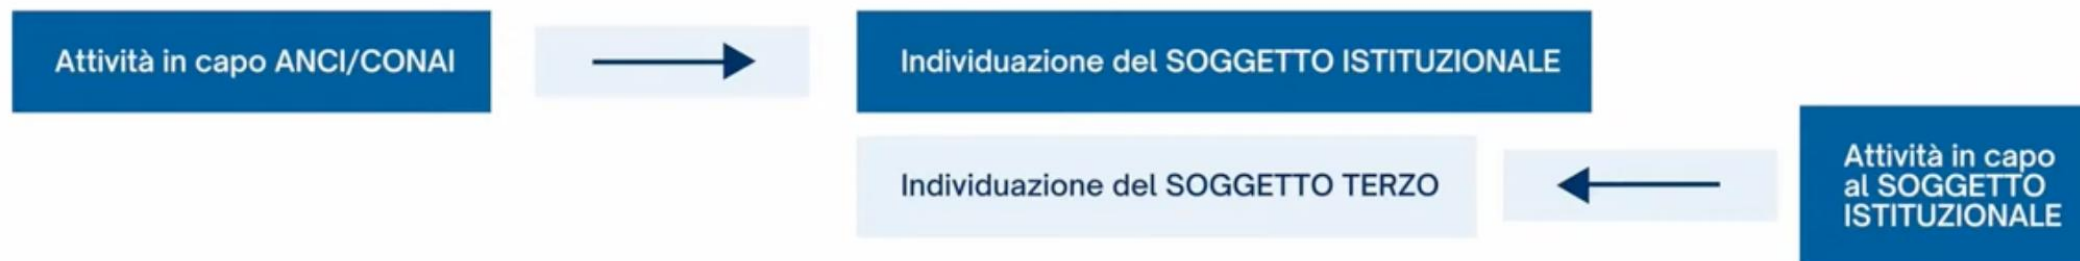 Attività in capo ANCI/CONAI
Individuazione del SOGGETTO ISTITUZIONALE
Individuazione del SOGGETTO TERZO
Attività in capo
al SOGGETTO
ISTITUZIONALE